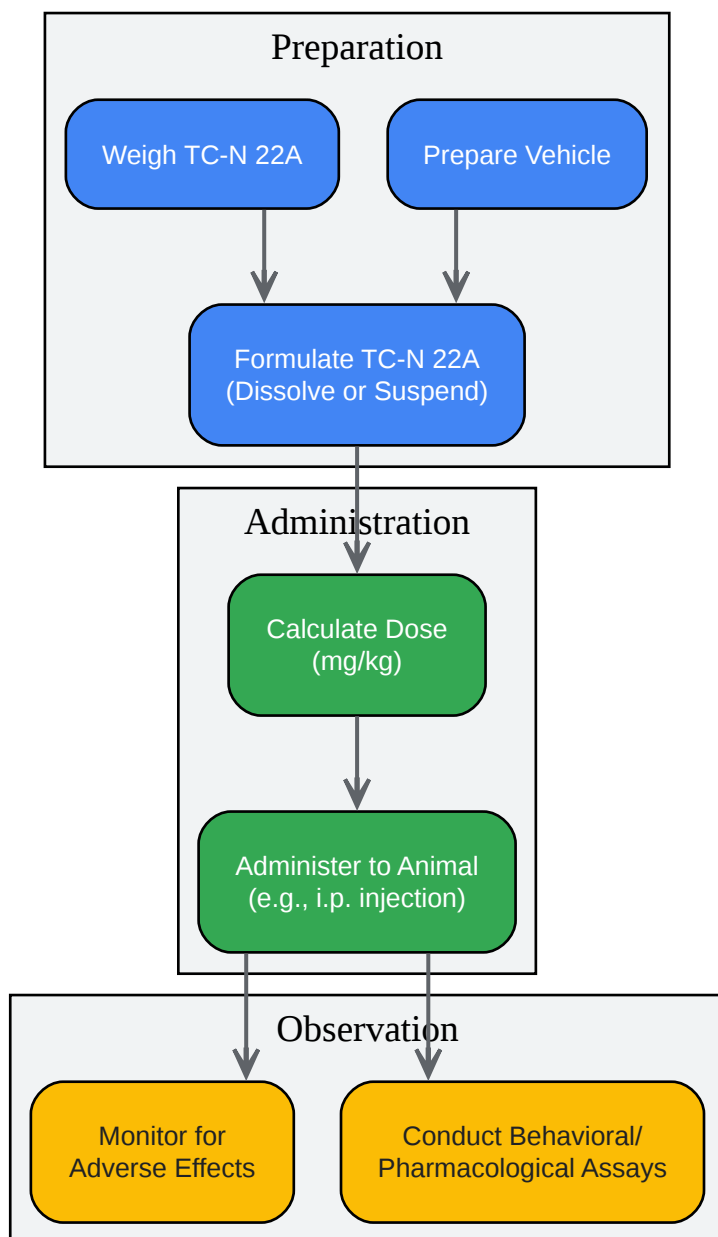 Preparation
Weigh TC-N 22A
Prepare Vehicle
Formulate TC-N 22A
(Dissolve or Suspend)
Administration
Calculate Dose
(mg/kg)
Administer to Animal
(e.g., i.p. injection)
Observation
Monitor for
Adverse Effects
Conduct Behavioral/
Pharmacological Assays